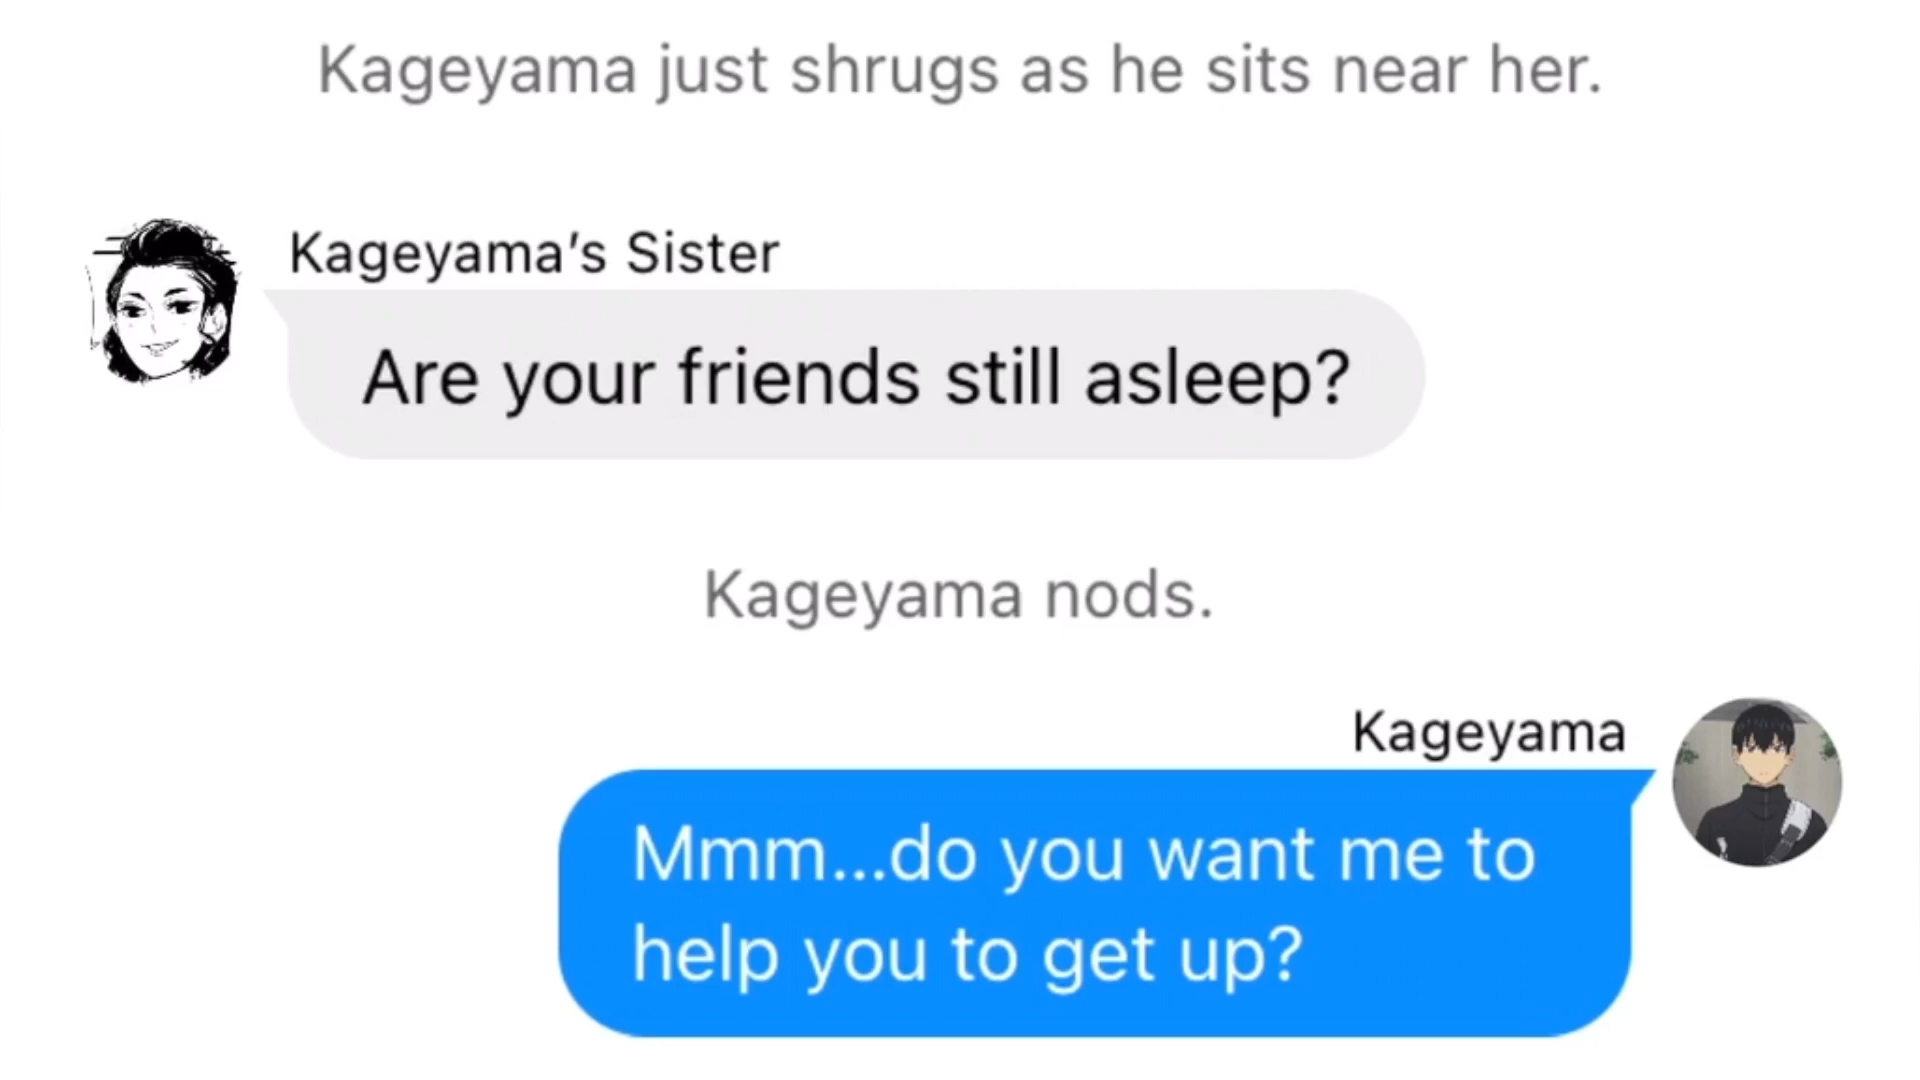 Kageyama just shrugs as he sits near her.
Kageyama's Sister
Are your friends still asleep?
Kageyama nods.
Kageyama
Mmm...do you want me to
help you to get up?